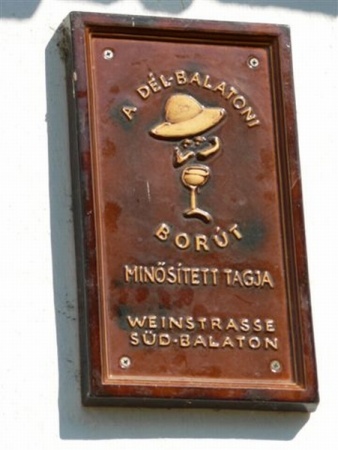 A DÉL-BALATONI
BORÚT
MINŐSÍTETT TAGJA
WEINSTRASSE
SÜD-BALATON